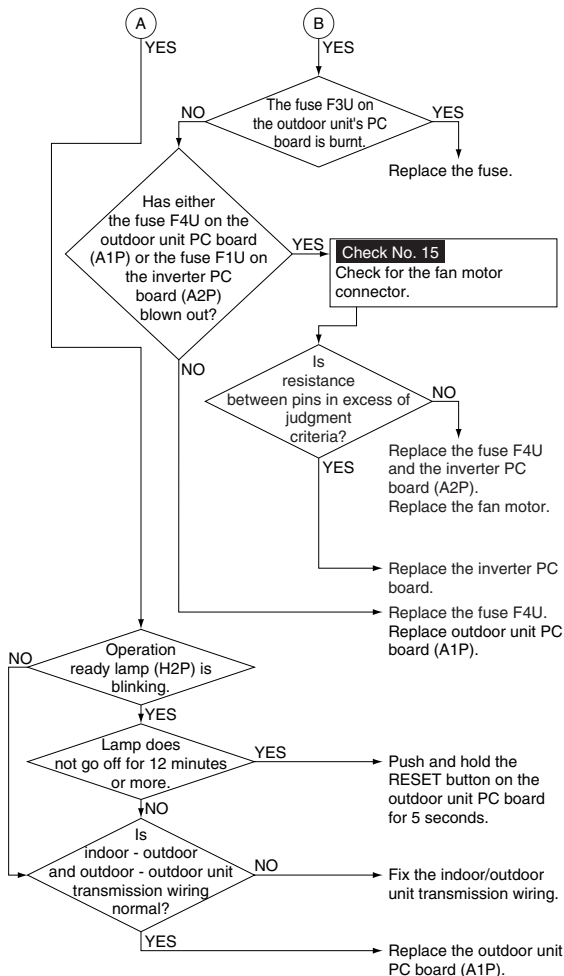 A
B
YES
YES
The fuse F3U on
the outdoor unit's PC
board is burnt.
NO
YES
Replace the fuse.
Has either
the fuse F4U on the
outdoor unit PC board
(A1P) or the fuse F1U on
the inverter PC
board (A2P)
blown out?
YES
NO
Check No. 15
Check for the fan motor
connector.
Is
resistance
between pins in excess of
judgment
criteria?
NO
YES
Replace the fuse F4U
and the inverter PC
board (A2P).
Replace the fan motor.
Replace the inverter PC
board.
Replace the fuse F4U.
Replace outdoor unit PC
board (A1P).
Operation
ready lamp (H2P) is
blinking.
NO
YES
Lamp does
not go off for 12 minutes
or more.
YES
NO
Push and hold the
RESET button on the
outdoor unit PC board
for 5 seconds.
Is
indoor - outdoor
and outdoor - outdoor unit
transmission wiring
normal?
NO
YES
Fix the indoor/outdoor
unit transmission wiring.
Replace the outdoor unit
PC board (A1P).